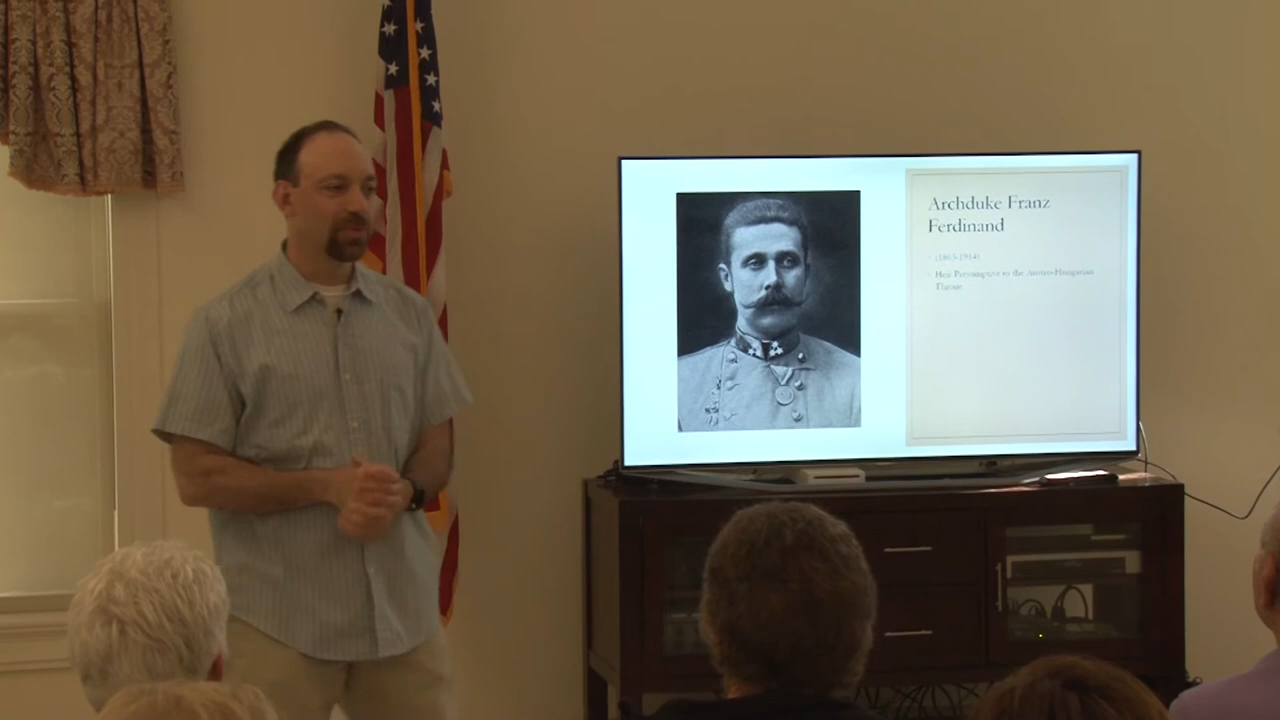 Archduke Franz
Ferdinand
(1863-1914)
Heir Presumptive to the Austro-Hungarian
Throne